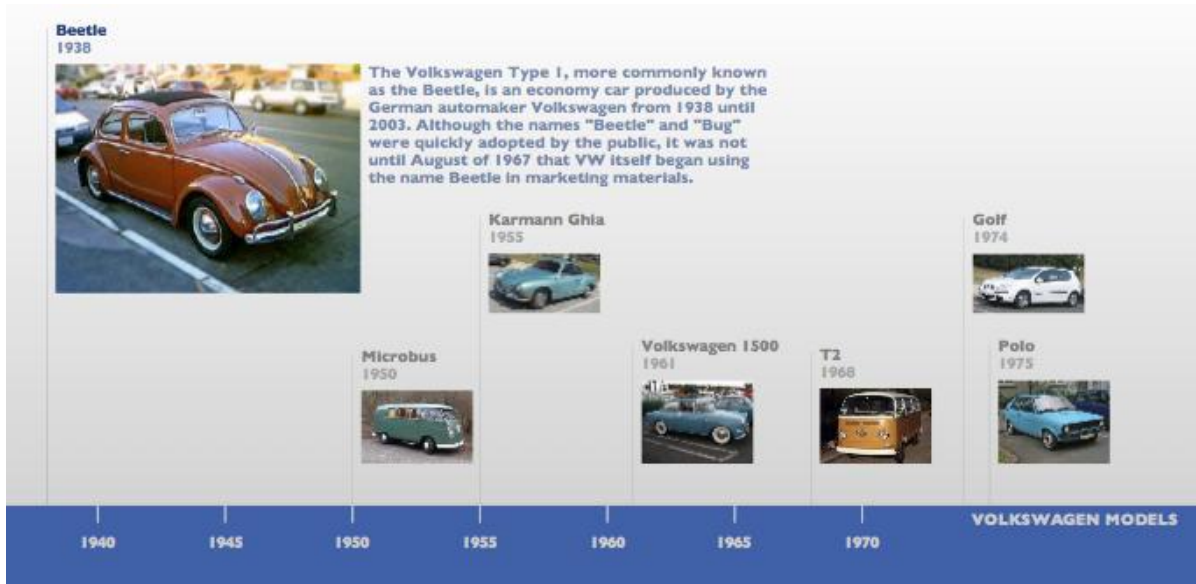 Beetle
1938
The Volkswagen Type 1, more commonly known
as the Beetle, is an economy car produced by the
German automaker Volkswagen from 1938 until
2003. Although the names "Beetle" and "Bug"
were quickly adopted by the public, it was not
until August of 1967 that VW itself began using
the name Beetle in marketing materials.
Karmann Ghia
1955
Golf
1974
Microbus
1950
Volkswagen 1500
1961
T2
1968
Polo
1975
VOLKSWAGEN MODELS
1940
1945
1950
1955
1960
1965
1970